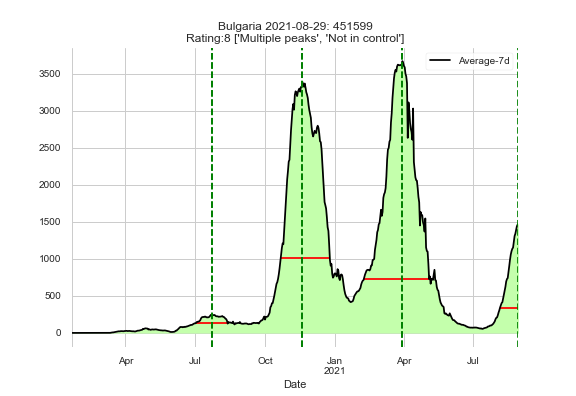 Bulgaria 2021-08-29: 451599
Rating:8 ['Multiple peaks', 'Not in control']
Average-7d
3500
3000
2500
2000
1500
1000
500
0
Apr Jul Oct Jan Apr Jul
2021
Date